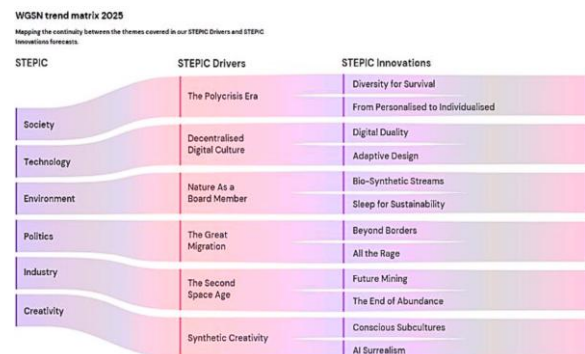 WGSN trend matrix 2025
Mapping the continuity between the themes covered in our STEPIC Drivers and STEPIC
Innovations forecasts.
STEPIC
STEPIC Drivers
STEPIC Innovations
Society
Technology
Environment
Politics
Industry
Creativity
The Polycrisis Era
Decentralised
Digital Culture
Nature As a
Board Member
The Great
Migration
The Second
Space Age
Synthetic Creativity
Diversity for Survival
From Personalised to Individualised
Digital Duality
Adaptive Design
Bio-Synthetic Streams
Sleep for Sustainability
Beyond Borders
All the Rage
Future Mining
The End of Abundance
Conscious Subcultures
AI Surrealism